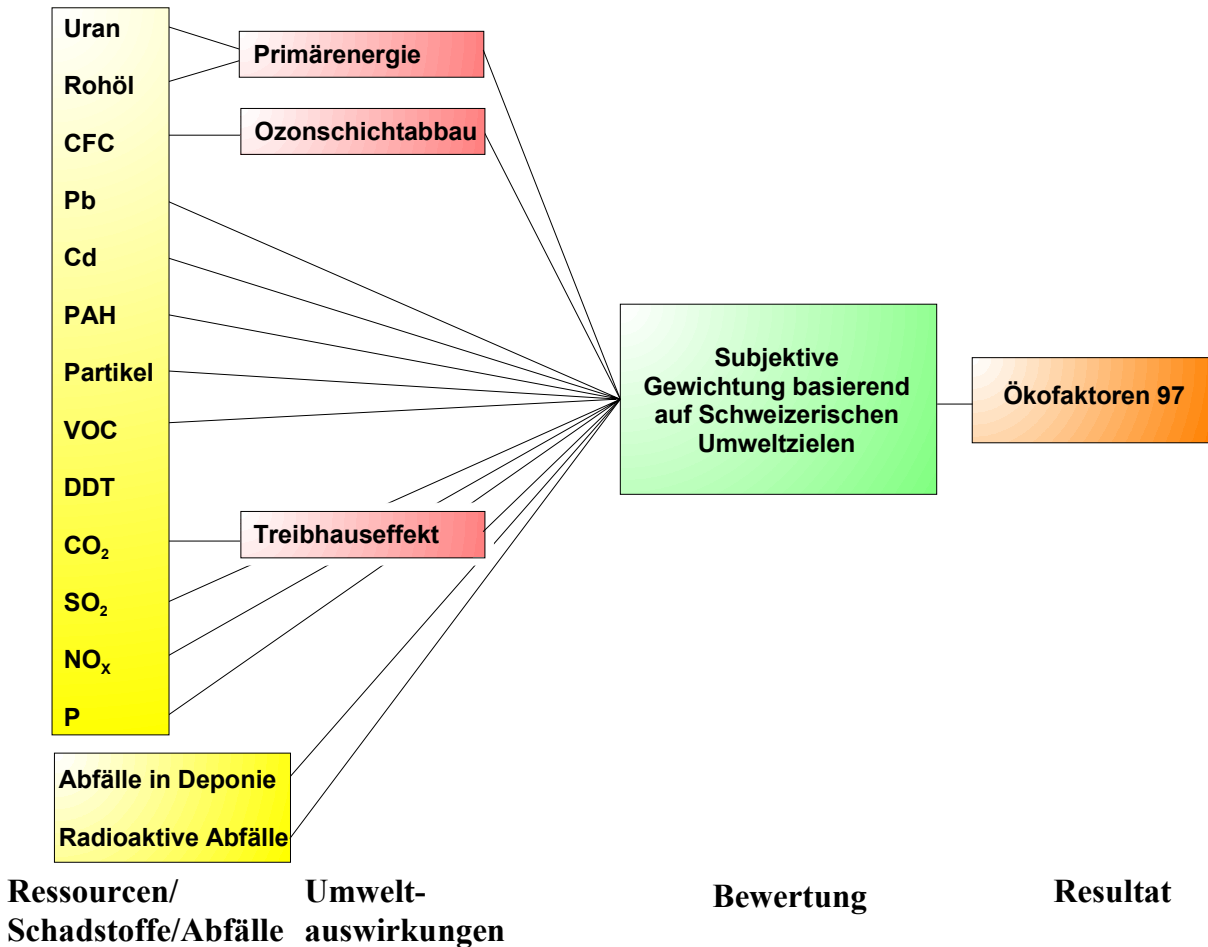 Uran
Rohöl
CFC
Pb
Cd
PAH
Partikel
VOC
DDT
CO₂
SO₂
NOₓ
P
Abfälle in Deponie
Radioaktive Abfälle
Primärenergie
Ozonschichtabbau
Treibhauseffekt
Subjektive
Gewichtung basierend
auf Schweizerischen
Umweltzielen
Ökofaktoren 97
Ressourcen/
Schadstoffe/Abfälle
Umwelt-
auswirkungen
Bewertung
Resultat